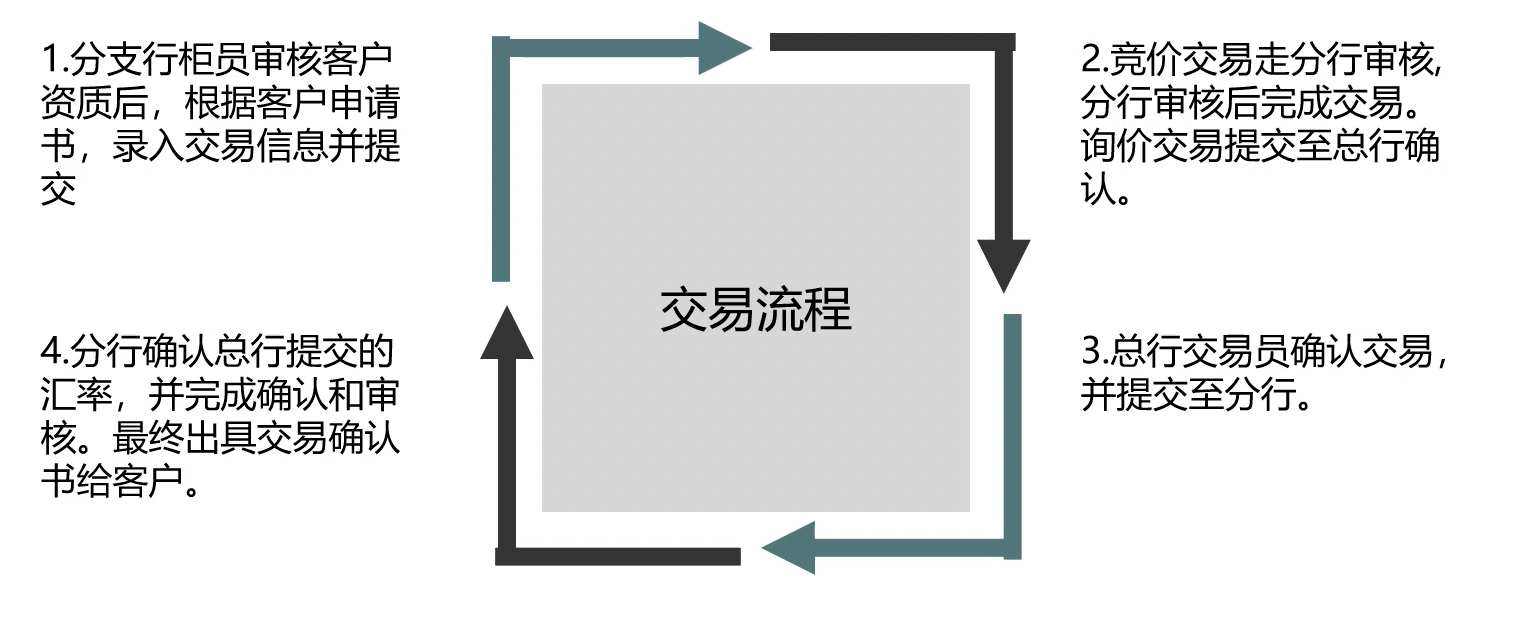 1.分支行柜员审核客户
资质后，根据客户申请
书，录入交易信息并提
交
2.竞价交易走分行审核,
分行审核后完成交易。
询价交易提交至总行确
认。
交易流程
4.分行确认总行提交的
汇率，并完成确认和审
核。最终出具交易确认
书给客户。
3.总行交易员确认交易，
并提交至分行。